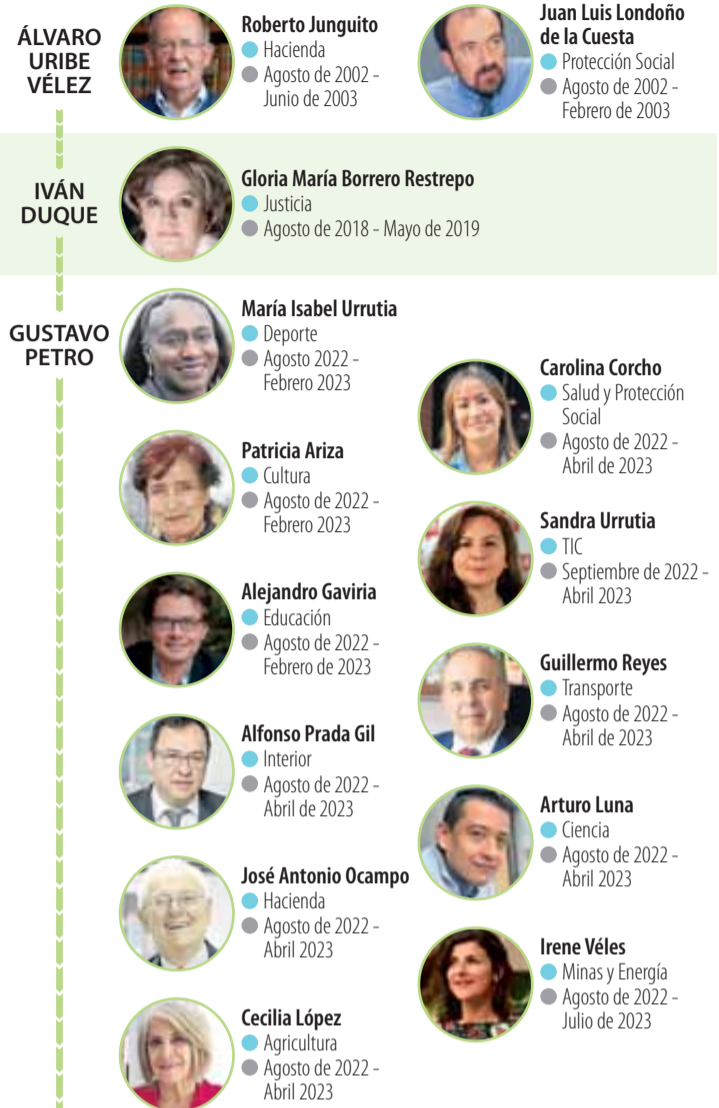 ÁLVARO
URIBE
VÉLEZ
Roberto Junguito
Hacienda
Agosto de 2002 -
Junio de 2003
Juan Luis Londoño
de la Cuesta
Protección Social
Agosto de 2002 -
Febrero de 2003
IVÁN
DUQUE
Gloria María Borrero Restrepo
Justicia
Agosto de 2018 - Mayo de 2019
GUSTAVO
PETRO
María Isabel Urrutia
Deporte
Agosto 2022 -
Febrero 2023
Patricia Ariza
Cultura
Agosto de 2022 -
Febrero 2023
Alejandro Gaviria
Educación
Agosto de 2022 -
Febrero de 2023
Alfonso Prada Gil
Interior
Agosto de 2022 -
Abril de 2023
José Antonio Ocampo
Hacienda
Agosto de 2022 -
Abril 2023
Cecilia López
Agricultura
Agosto de 2022 -
Abril 2023
Carolina Corcho
Salud y Protección
Social
Agosto de 2022 -
Abril de 2023
Sandra Urrutia
TIC
Septiembre de 2022 -
Abril 2023
Guillermo Reyes
Transporte
Agosto de 2022 -
Abril de 2023
Arturo Luna
Ciencia
Agosto de 2022 -
Abril 2023
Irene Véles
Minas y Energía
Agosto de 2022 -
Julio de 2023